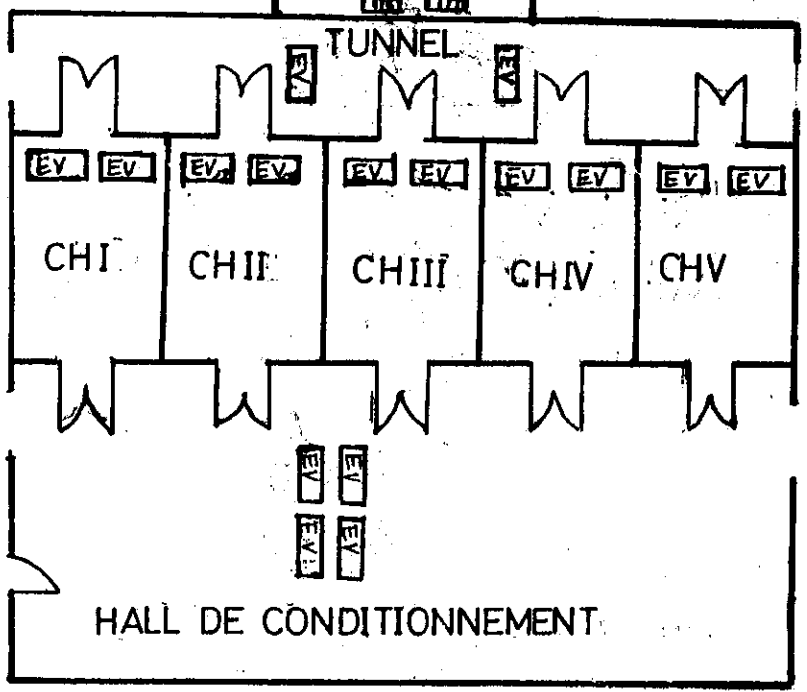 TUNNEL
EV EV
EV EV EV EV EV EV EV EV EV EV
CHI CHII CHIII CHIV CHV
EV EV
EV EV
HALL DE CONDITIONNEMENT